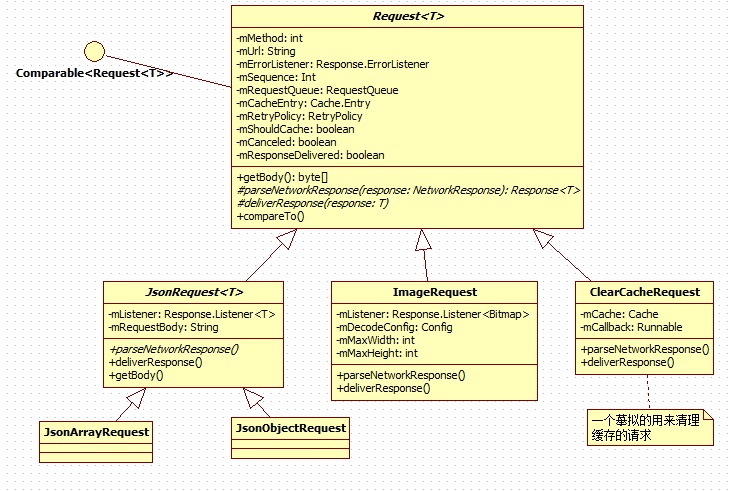 Request<T>
-mMethod: int
-mUrl: String
-mErrorListener: Response.ErrorListener
-mSequence: Int
-mRequestQueue: RequestQueue
-mCacheEntry: Cache.Entry
-mRetryPolicy: RetryPolicy
-mShouldCache: boolean
-mCanceled: boolean
-mResponseDelivered: boolean
+getBody(): byte[]
#parseNetworkResponse(response: NetworkResponse): Response<T>
#deliverResponse(response: T)
+compareTo()
Comparable<Request<T>>
JsonRequest<T>
-mListener: Response.Listener<T>
-mRequestBody: String
+parseNetworkResponse()
+deliverResponse()
+getBody()
ImageRequest
-mListener: Response.Listener<Bitmap>
-mDecodeConfig: Config
-mMaxWidth: int
-mMaxHeight: int
+parseNetworkResponse()
+deliverResponse()
ClearCacheRequest
-mCache: Cache
-mCallback: Runnable
+parseNetworkResponse()
+deliverResponse()
JsonArrayRequest
JsonObjectRequest
一个墓拟的用来清理
缓存的请求